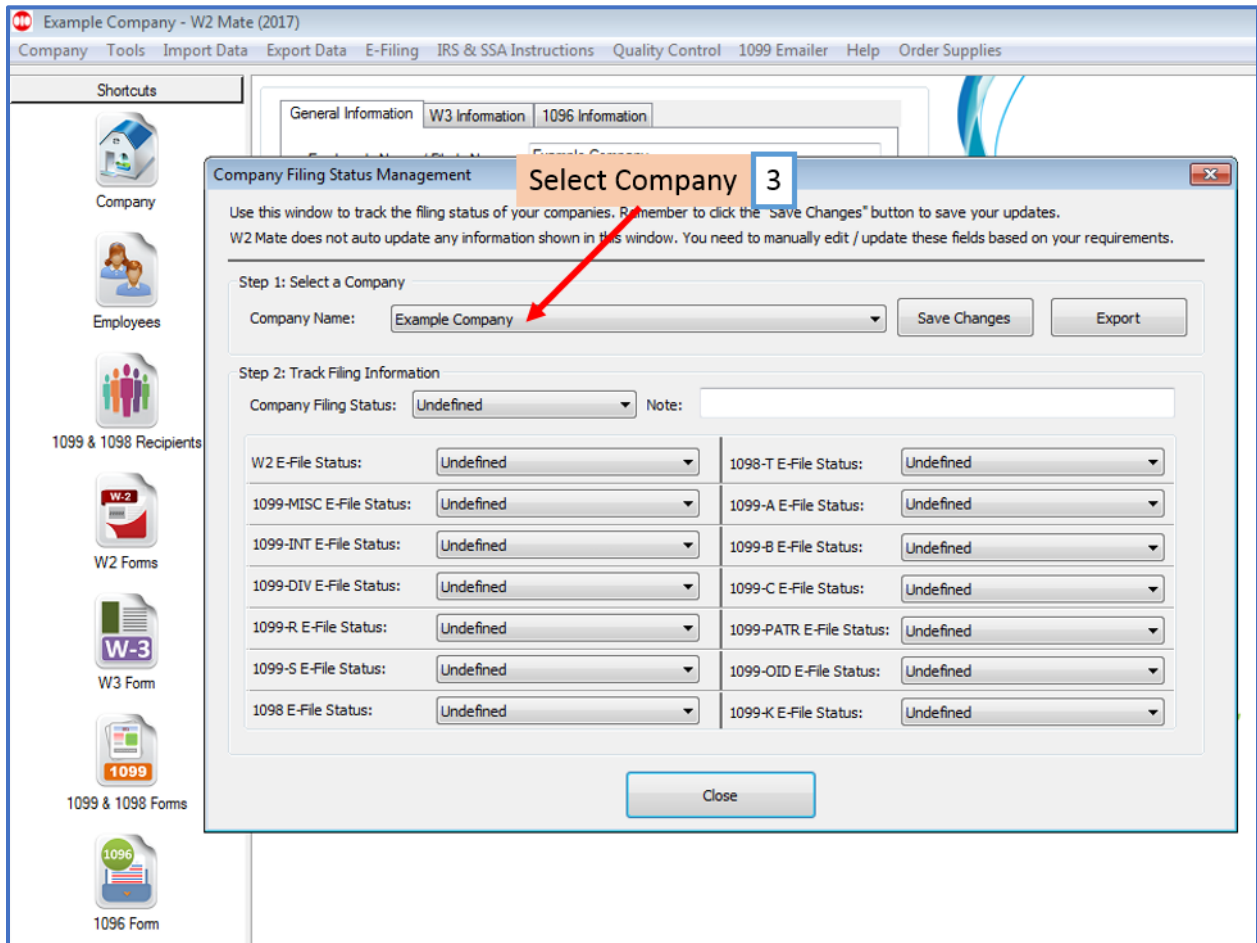 Example Company - W2 Mate (2017)
Company Tools Import Data Export Data E-Filing IRS & SSA Instructions Quality Control 1099 Emailer Help Order Supplies
Shortcuts
Company
Employees
1099 & 1098 Recipients
W-2
W2 Forms
W-3
W3 Form
1099
1099 & 1098 Forms
1096
1096 Form
General Information W3 Information 1096 Information
Company Filing Status Management
Select Company 3
Use this window to track the filing status of your companies. Remember to click the "Save Changes" button to save your updates.
W2 Mate does not auto update any information shown in this window. You need to manually edit / update these fields based on your requirements.
Step 1: Select a Company
Company Name: Example Company Save Changes Export
Step 2: Track Filing Information
Company Filing Status: Undefined Note:
W2 E-File Status: Undefined 1098-T E-File Status: Undefined
1099-MISC E-File Status: Undefined 1099-A E-File Status: Undefined
1099-INT E-File Status: Undefined 1099-B E-File Status: Undefined
1099-DIV E-File Status: Undefined 1099-C E-File Status: Undefined
1099-R E-File Status: Undefined 1099-PATR E-File Status: Undefined
1099-S E-File Status: Undefined 1099-OID E-File Status: Undefined
1098 E-File Status: Undefined 1099-K E-File Status: Undefined
Close